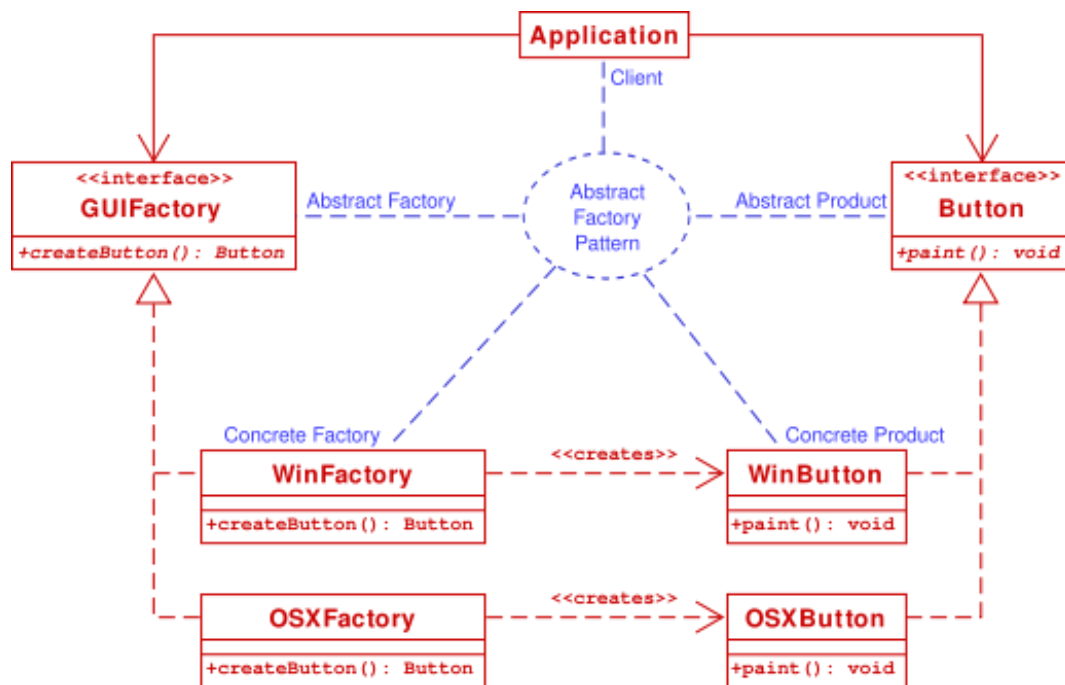 Application
Client
<<interface>>
GUIFactory
+createButton(): Button
Abstract Factory
Abstract
Factory
Pattern
Abstract Product
<<interface>>
Button
+paint(): void
Concrete Factory
Concrete Product
WinFactory
+createButton(): Button
<<creates>>
WinButton
+paint(): void
OSXFactory
+createButton(): Button
<<creates>>
OSXButton
+paint(): void